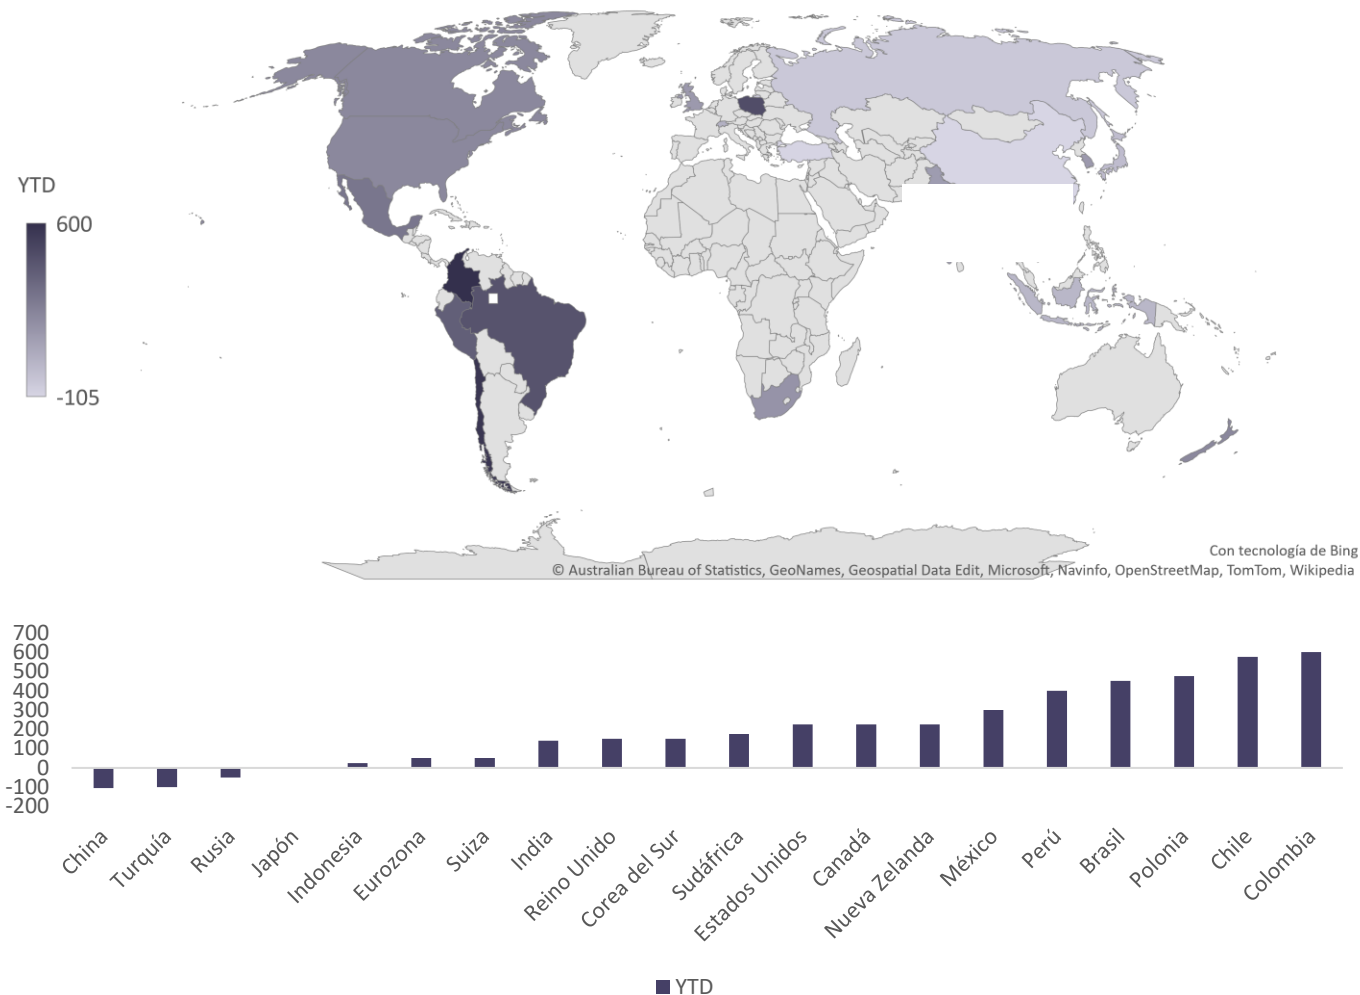 YTD
600
-105
Con tecnología de Bing
© Australian Bureau of Statistics, GeoNames, Geospatial Data Edit, Microsoft, Navinfo, OpenStreetMap, TomTom, Wikipedia
700
600
500
400
300
200
100
0
-100
-200
China
Turquía
Rusia
Japón
Indonesia
Eurozona
Suiza
India
Reino Unido
Corea del Sur
Sudáfrica
Estados Unidos
Canadá
Nueva Zelanda
México
Perú
Brasil
Polonia
Chile
Colombia
YTD